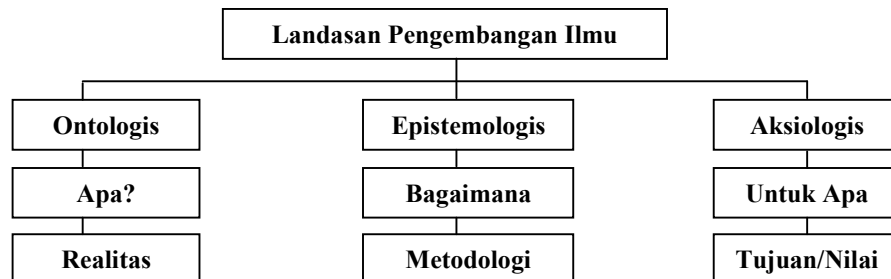 Landasan Pengembangan Ilmu
Ontologis
Epistemologis
Aksiologis
Apa?
Bagaimana
Untuk Apa
Realitas
Metodologi
Tujuan/Nilai